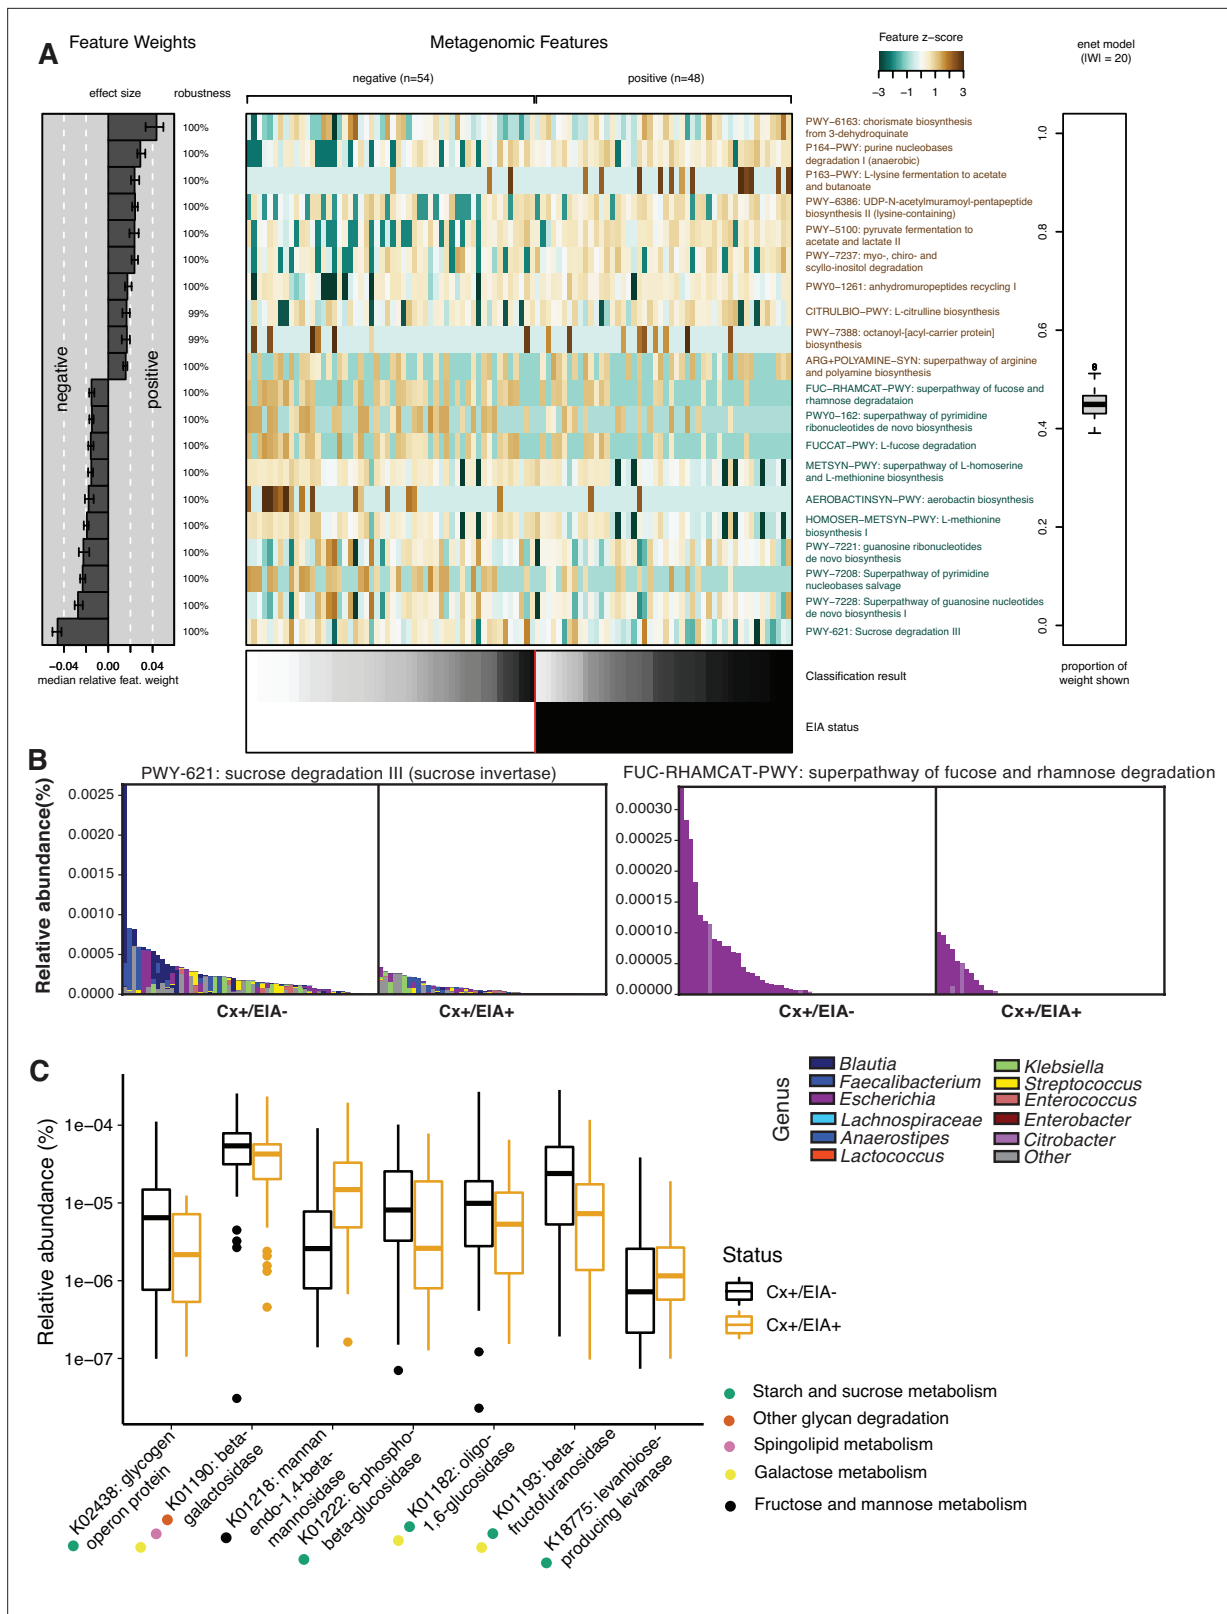 A
Feature Weights
Metagenomic Features
Feature z-score
−3 −1 1 3
enet model
(|W| = 20)
effect size
robustness
negative (n=54)
positive (n=48)
negative
positive
100%
100%
100%
100%
100%
100%
100%
99%
99%
100%
100%
100%
100%
100%
100%
100%
100%
100%
100%
100%
PWY−6163: chorismate biosynthesis
from 3−dehydroquinate
P164−PWY: purine nucleobases
degradation I (anaerobic)
P163−PWY: L-lysine fermentation to acetate
and butanoate
PWY−6386: UDP-N-acetylmuramoyl-pentapeptide
biosynthesis II (lysine-containing)
PWY−5100: pyruvate fermentation to
acetate and lactate II
PWY−7237: myo-, chiro- and
scyllo-inositol degradation
PWY0−1261: anhydromuropeptides recycling I
CITRULBIO−PWY: L-citrulline biosynthesis
PWY−7388: octanoyl-[acyl-carrier protein]
biosynthesis
ARG+POLYAMINE−SYN: superpathway of arginine
and polyamine biosynthesis
FUC−RHAMCAT−PWY: superpathway of fucose and
rhamnose degradataion
PWY0−162: superpathway of pyrimidine
ribonucleotides de novo biosynthesis
FUCCAT−PWY: L-fucose degradation
METSYN−PWY: superpathway of L-homoserine
and L-methionine biosynthesis
AEROBACTINSYN−PWY: aerobactin biosynthesis
HOMOSER−METSYN−PWY: L-methionine
biosynthesis I
PWY−7221: guanosine ribonucleotides
de novo biosynthesis
PWY−7208: Superpathway of pyrimidine
nucleobases salvage
PWY−7228: Superpathway of guanosine nucleotides
de novo biosynthesis I
PWY-621: Sucrose degradation III
1.0
0.8
0.6
0.4
0.2
0.0
−0.04 0.00 0.04
median relative feat. weight
Classification result
EIA status
proportion of
weight shown
B
PWY-621: sucrose degradation III (sucrose invertase)
FUC-RHAMCAT-PWY: superpathway of fucose and rhamnose degradation
Relative abundance(%)
0.0025
0.0020
0.0015
0.0010
0.0005
0.0000
0.00030
0.00025
0.00020
0.00015
0.00010
0.00005
0.00000
Cx+/EIA-
Cx+/EIA+
Cx+/EIA-
Cx+/EIA+
C
Relative abundance (%)
1e−04
1e−05
1e−06
1e−07
K02438: glycogen
operon protein
K01190: beta-
galactosidase
K01218: mannan
endo-1,4-beta-
mannosidase
K01222: 6-phospho-
beta-glucosidase
K01182: oligo-
1,6-glucosidase
K01193: beta-
fructofuranosidase
K18775: levanbiose-
producing levanase
Genus
Blautia
Faecalibacterium
Escherichia
Lachnospiraceae
Anaerostipes
Lactococcus
Klebsiella
Streptococcus
Enterococcus
Enterobacter
Citrobacter
Other
Status
Cx+/EIA-
Cx+/EIA+
Starch and sucrose metabolism
Other glycan degradation
Spingolipid metabolism
Galactose metabolism
Fructose and mannose metabolism